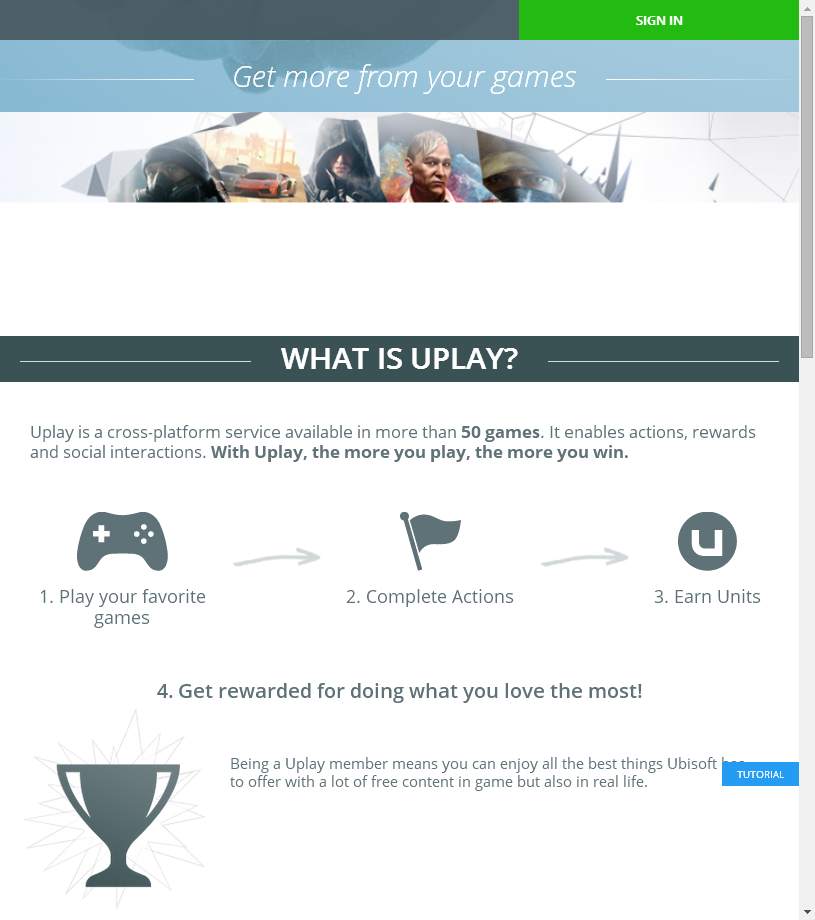 SIGN IN
Get more from your games
WHAT IS UPLAY?
Uplay is a cross-platform service available in more than 50 games. It enables actions, rewards
and social interactions. With Uplay, the more you play, the more you win.
1. Play your favorite
games
2. Complete Actions
3. Earn Units
4. Get rewarded for doing what you love the most!
Being a Uplay member means you can enjoy all the best things Ubisoft
to offer with a lot of free content in game but also in real life.
TUTORIAL